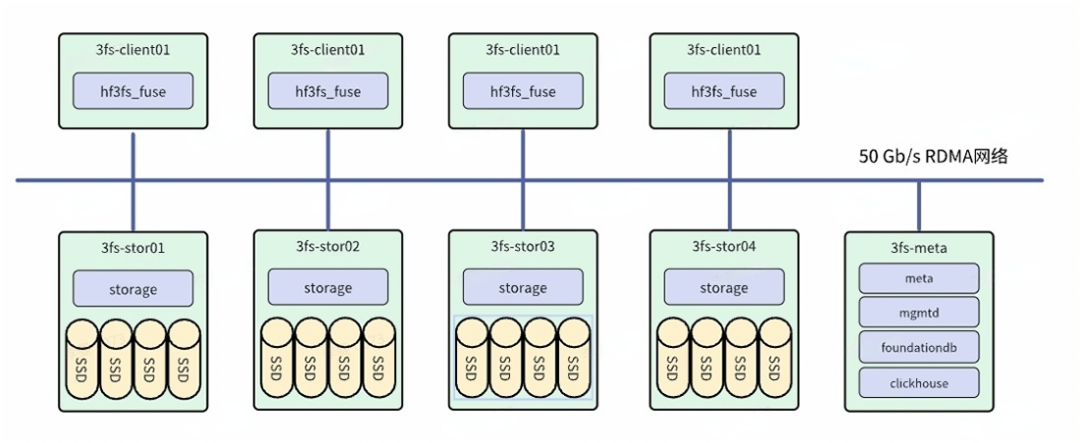 3fs-client01
hf3fs_fuse
3fs-client01
hf3fs_fuse
3fs-client01
hf3fs_fuse
3fs-client01
hf3fs_fuse
50 Gb/s RDMA网络
3fs-stor01
storage
SSD
SSD
SSD
SSD
3fs-stor02
storage
SSD
SSD
SSD
SSD
3fs-stor03
storage
SSD
SSD
SSD
SSD
3fs-stor04
storage
SSD
SSD
SSD
SSD
3fs-meta
meta
mgmtd
foundationdb
clickhouse